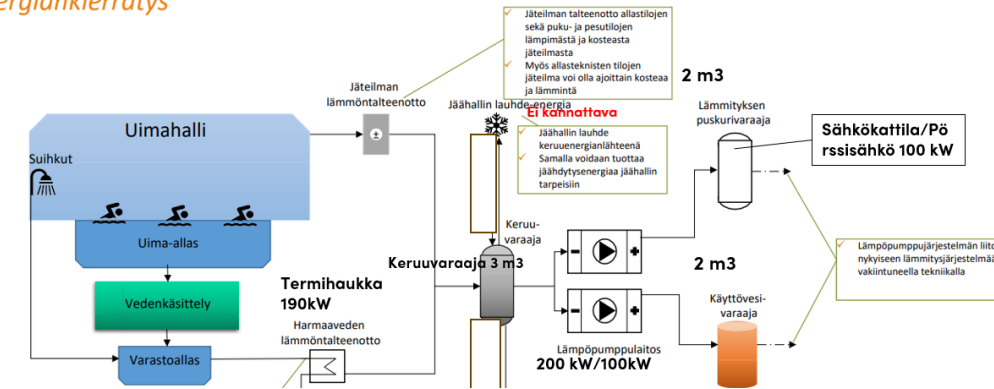 ergiankierrätys
Jäteilman talteenotto allastilojen
sekä puku- ja pesutilojen
lämpimästä ja kosteasta
jäteilmasta
Myös allasteknisten tilojen
jäteilma voi olla ajoittain kosteaa
ja lämmintä
2 m3
Jäteilman
lämmöntalteenotto
Jäähallin lauhde-energia
Ei kannattava
Lämmityksen
puskurivaraaja
Uimahalli
Jäähallin lauhde
keruuenergianlähteenä
Samalla voidaan tuottaa
jäähdytysenergiaa jäähallin
tarpeisiin
Sähkökattila/Pö
rssisähkö 100 kW
Suihkut
Keruu-
varaaja
Uima-allas
Keruuvaraaja 3 m3
2 m3
Lämpöpumppujärjestelmän liito
nykyiseen lämmitysjärjestelmää
vakiintuneella tekniikalla
Termihaukka
190kW
Vedenkäsittely
Käyttövesi-
varaaja
Harmaaveden
lämmöntalteenotto
Varastoallas
Lämpöpumppulaitos
200 kW/100kW